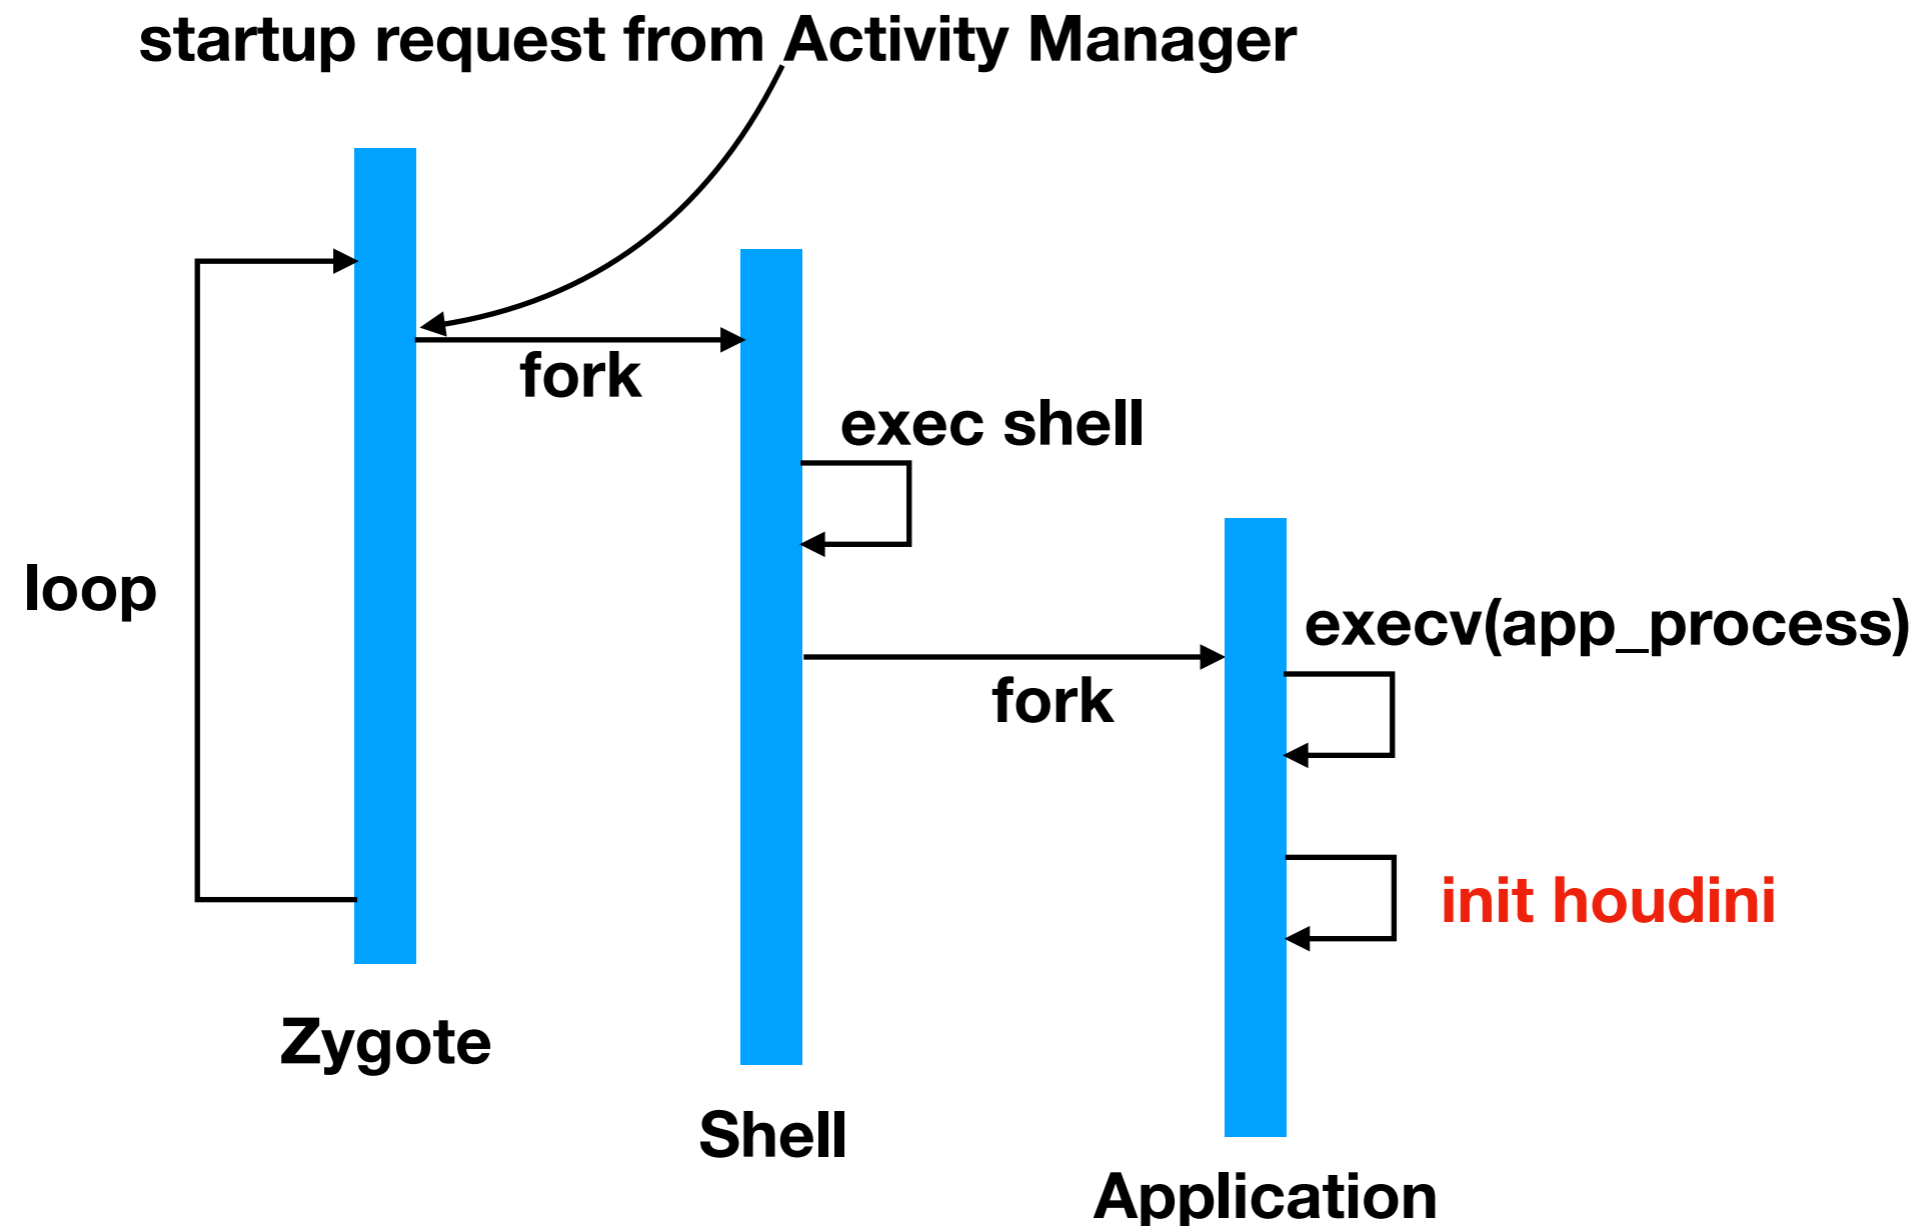 startup request from Activity Manager
fork
exec shell
loop
execv(app_process)
fork
init houdini
Zygote
Shell
Application